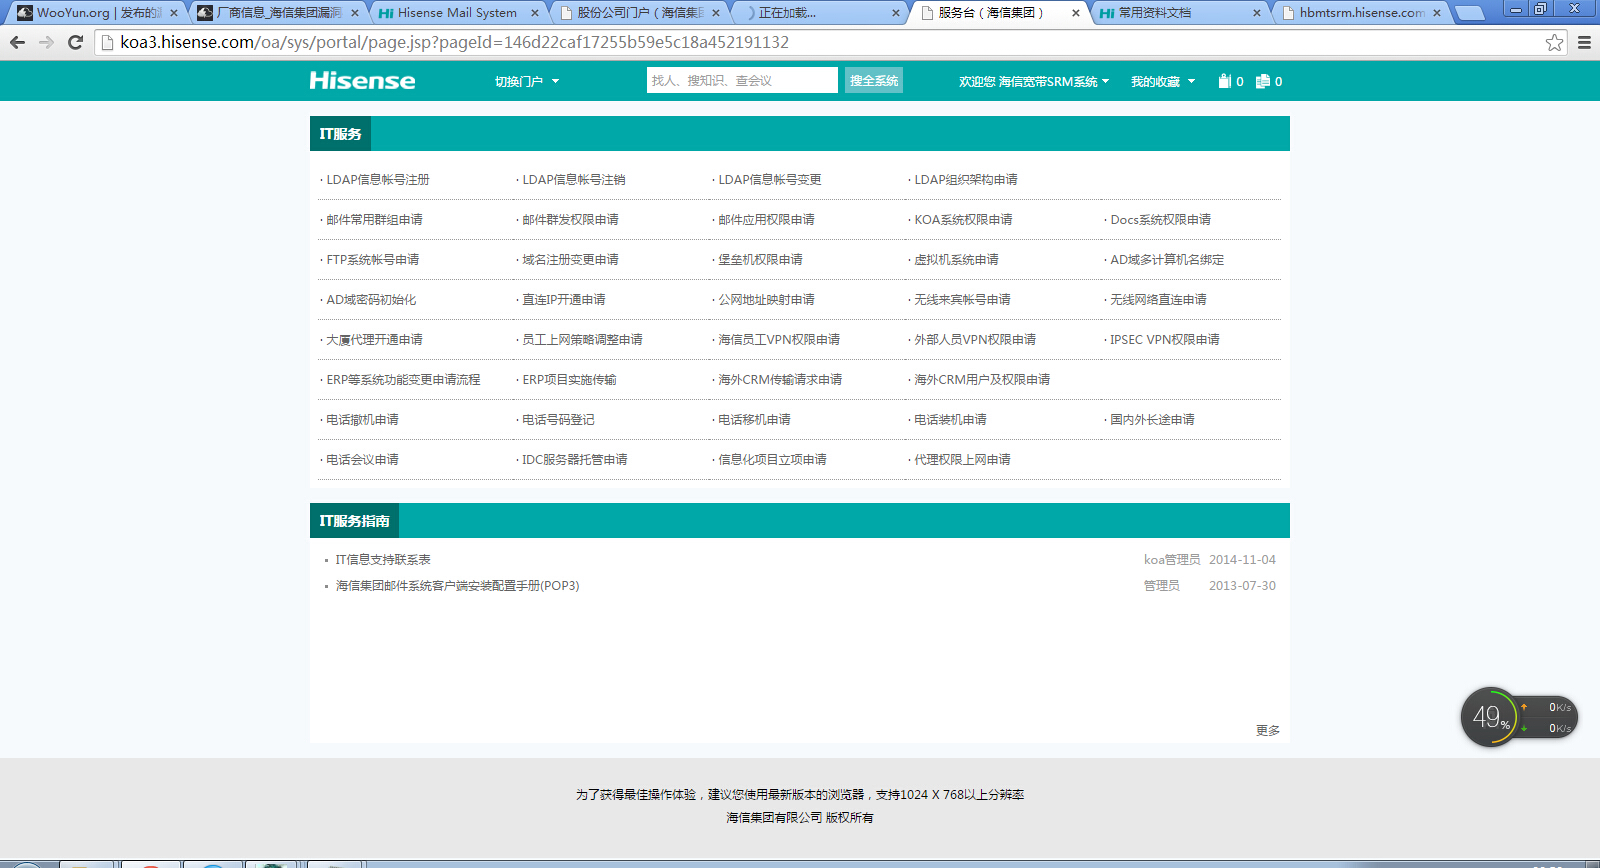 WooYun.org | 发布的
厂商信息_海信集团漏洞
Hisense Mail System
股份公司门户（海信集团
正在加载...
服务台（海信集团）
常用资料文档
hbmtsrm.hisense.com
koa3.hisense.com/oa/sys/portal/page.jsp?pageId=146d22caf17255b59e5c18a452191132
Hisense 切换门户 找人、搜知识、查会议 搜全系统 欢迎您 海信宽带SRM系统 我的收藏 0 0
IT服务
· LDAP信息帐号注册 · LDAP信息帐号注销 · LDAP信息帐号变更 · LDAP组织架构申请
· 邮件常用群组申请 · 邮件群发权限申请 · 邮件应用权限申请 · KOA系统权限申请 · Docs系统权限申请
· FTP系统帐号申请 · 域名注册变更申请 · 堡垒机权限申请 · 虚拟机系统申请 · AD域多计算机名绑定
· AD域密码初始化 · 直连IP开通申请 · 公网地址映射申请 · 无线来宾帐号申请 · 无线网络直连申请
· 大厦代理开通申请 · 员工上网策略调整申请 · 海信员工VPN权限申请 · 外部人员VPN权限申请 · IPSEC VPN权限申请
· ERP等系统功能变更申请流程 · ERP项目实施传输 · 海外CRM传输请求申请 · 海外CRM用户及权限申请
· 电话撤机申请 · 电话号码登记 · 电话移机申请 · 电话装机申请 · 国内外长途申请
· 电话会议申请 · IDC服务器托管申请 · 信息化项目立项申请 · 代理权限上网申请
IT服务指南
IT信息支持联系表 koa管理员 2014-11-04
海信集团邮件系统客户端安装配置手册(POP3) 管理员 2013-07-30
更多
49%
0K/s
0K/s
为了获得最佳操作体验，建议您使用最新版本的浏览器，支持1024 X 768以上分辨率
海信集团有限公司 版权所有